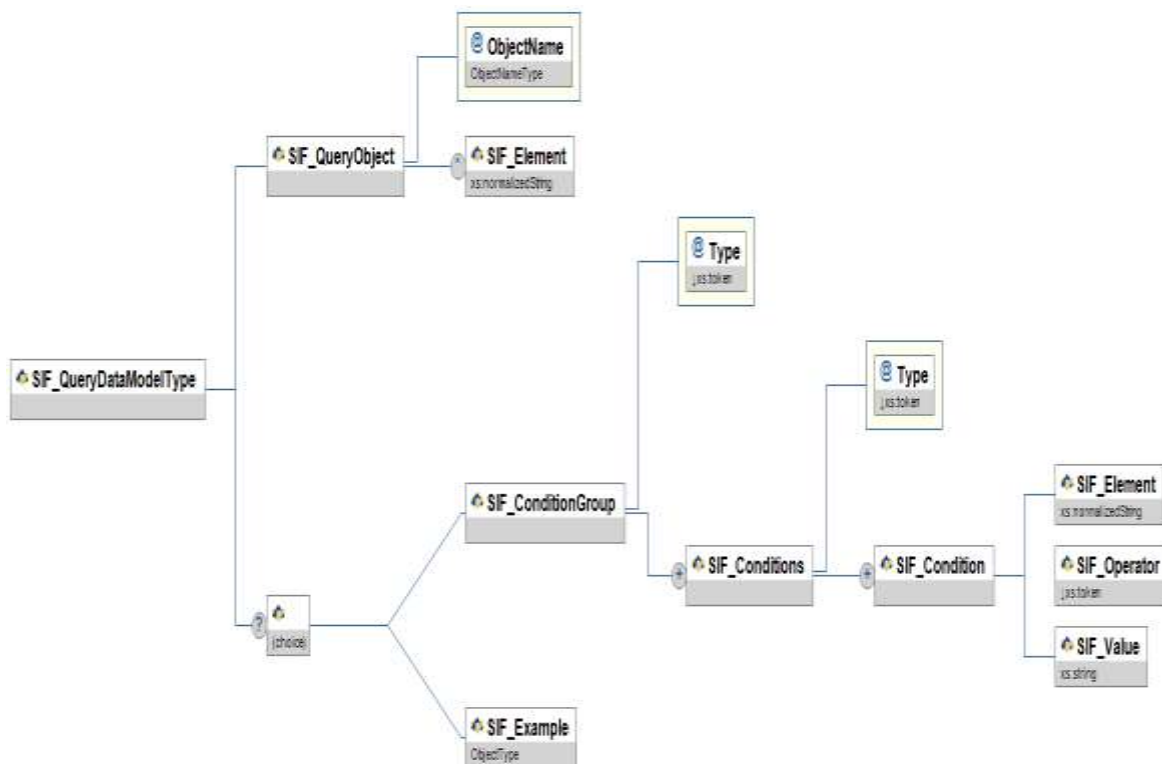 @ ObjectName
ObjectNameType
SIF_QueryObject
SIF_Element
xs:normalizedString
@ Type
xs:token
SIF_QueryDataModelType
@ Type
xs:token
SIF_ConditionGroup
SIF_Conditions
SIF_Condition
SIF_Element
xs:normalizedString
SIF_Operator
xs:token
SIF_Value
xs:string
?
(choice)
SIF_Example
ObjectType